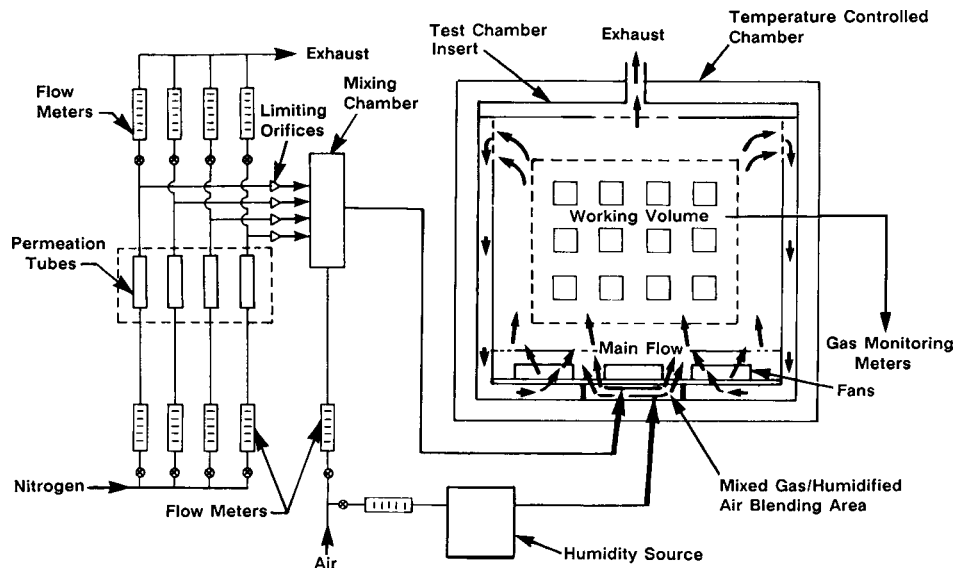 Exhaust
Flow
Meters
Limiting
Orifices
Mixing
Chamber
Test Chamber
Insert
Exhaust
Temperature Controlled
Chamber
Permeation
Tubes
Working Volume
Main Flow
Gas Monitoring
Meters
Fans
Nitrogen
Flow Meters
Air
Humidity Source
Mixed Gas/Humidified
Air Blending Area